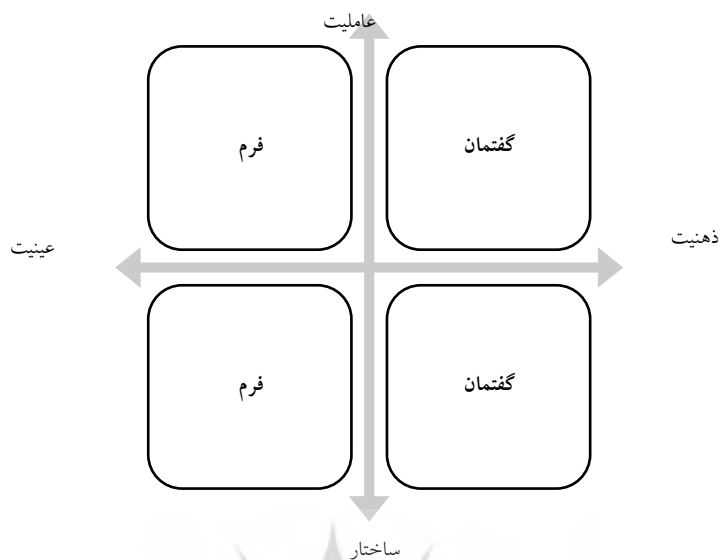 عاملیت
گفتمان
فرم
ذهنیت
عینیت
گفتمان
فرم
ساختار